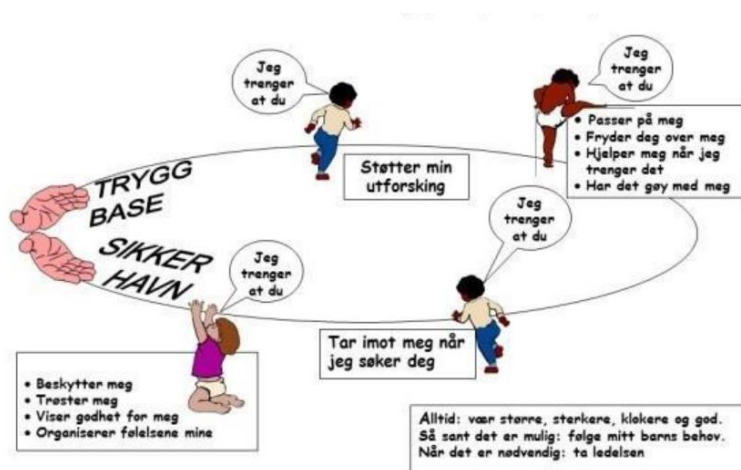 Jeg
trenger
at du
Jeg
trenger
at du
• Passer på meg
• Fryder deg over meg
• Hjelper meg når jeg
trenger det
• Har det gøy med meg
Støtter min
utforsking
TRYGG
BASE
SIKKER
HAVN
Jeg
trenger
at du
Jeg
trenger
at du
Tar imot meg når
jeg søker deg
• Beskytter meg
• Trøster meg
• Viser godhet for meg
• Organiserer følelsene mine
Alltid: vær større, sterkere, klokere og god.
Så sant det er mulig: følge mitt barns behov.
Når det er nødvendig: ta ledelsen